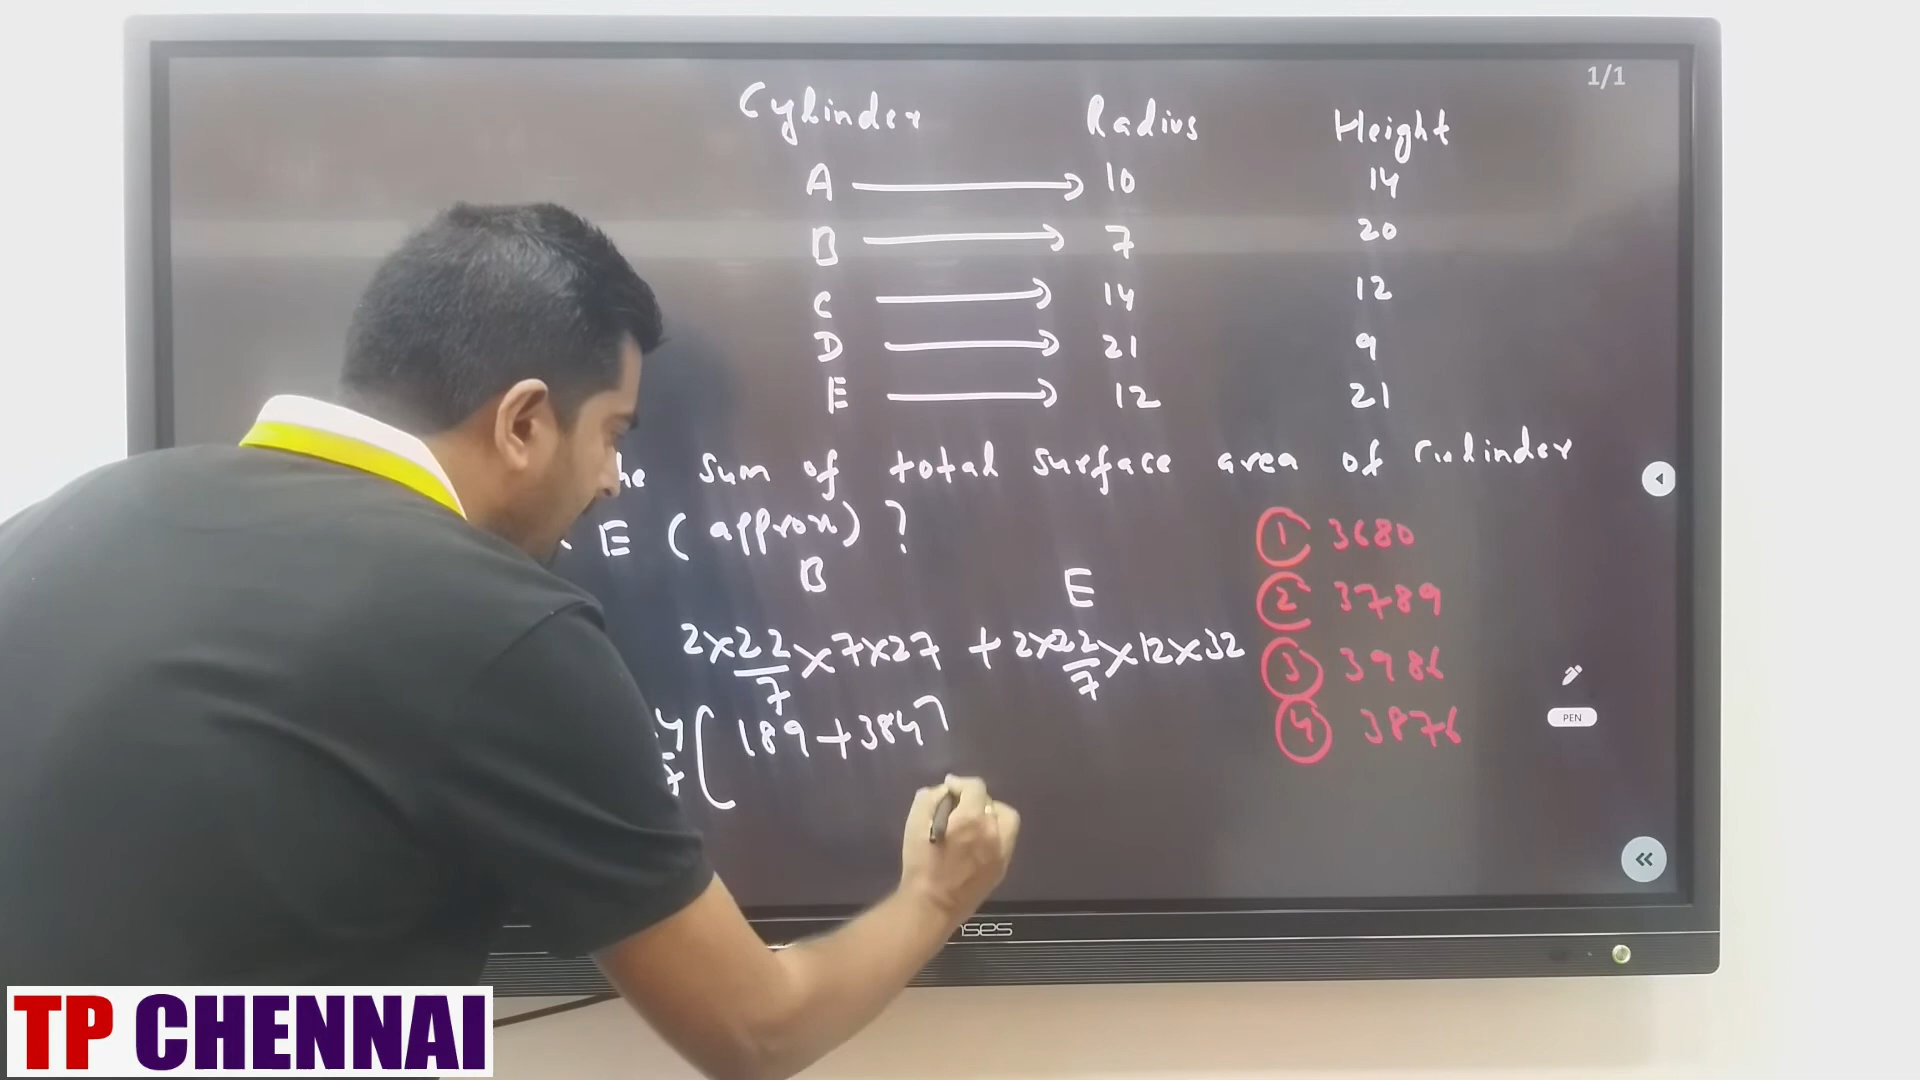 1/1
Cylinder Radius Height
A → 10 14
B → 7 20
C → 14 12
D → 21 9
E → 12 21
he sum of total surface area of Cylinder
E (approx) ?
① 3680
② 3789
③ 3986
④ 3876
B E
2×22/7×7×27 + 2×22/7×12×32
4/7 ( 189+384
PEN
TP CHENNAI